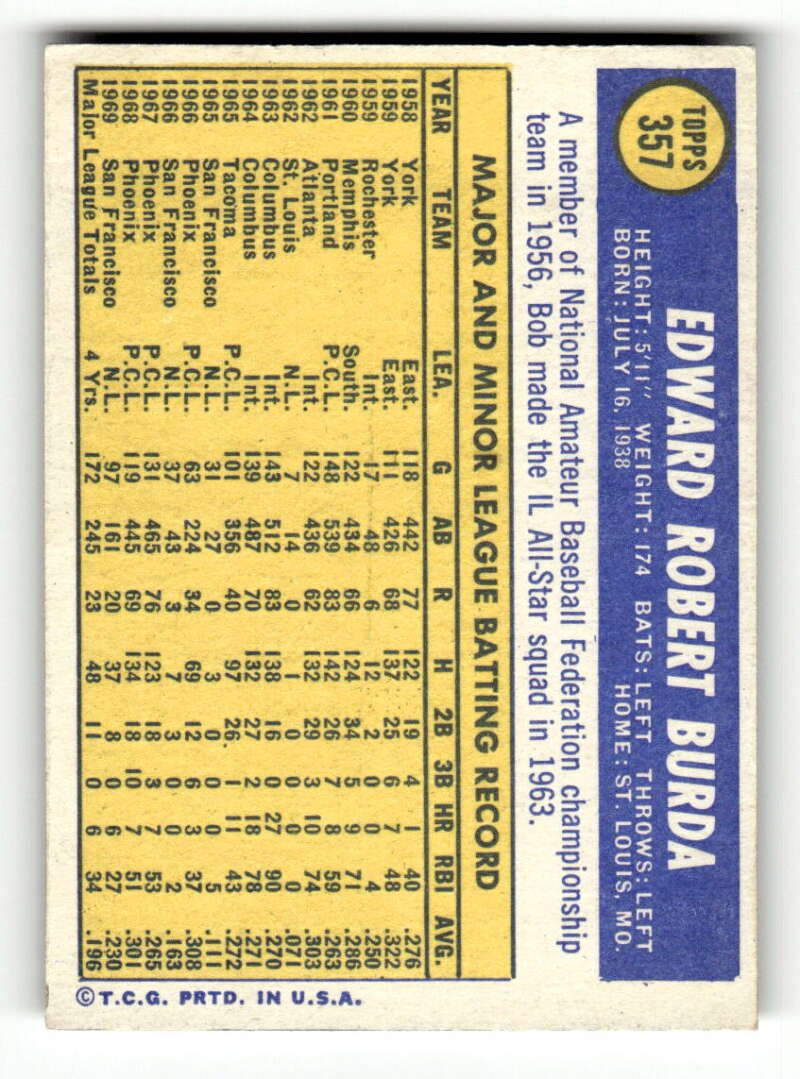 TOPPS
357
EDWARD ROBERT BURDA
HEIGHT: 5'11" WEIGHT: 174 BATS: LEFT THROWS: LEFT
BORN: JULY 16, 1938 HOME: ST. LOUIS, MO.
A member of National Amateur Baseball Federation championship
team in 1956, Bob made the IL All-Star squad in 1963.
MAJOR AND MINOR LEAGUE BATTING RECORD
YEAR TEAM LEA. G AB R H 2B 3B HR RBI AVG.
1958 York East. 118 442 77 122 19 4 1 40 .276
1959 York East. 111 426 68 137 25 6 7 48 .322
1959 Rochester Int. 17 48 6 12 2 0 0 4 .250
1960 Memphis South. 122 434 66 124 34 5 9 71 .286
1961 Portland P.C.L. 148 539 83 142 26 7 8 59 .263
1962 Atlanta Int. 122 436 62 132 29 3 10 74 .303
1962 St. Louis N.L. 7 14 0 1 0 0 0 0 .071
1963 Columbus Int. 143 512 83 138 16 0 27 90 .270
1964 Columbus Int. 139 487 70 132 27 2 18 78 .271
1965 Tacoma P.C.L. 101 356 40 97 26 1 11 43 .272
1965 San Francisco N.L. 31 27 0 3 0 0 0 5 .111
1966 Phoenix P.C.L. 63 224 34 69 12 6 3 37 .308
1966 San Francisco N.L. 37 43 3 7 3 0 0 2 .163
1967 Phoenix P.C.L. 131 465 76 123 18 3 7 53 .265
1968 Phoenix P.C.L. 119 445 69 134 18 10 7 51 .301
1969 San Francisco N.L. 97 161 20 37 8 0 6 27 .230
Major League Totals 4 Yrs. 172 245 23 48 11 0 6 34 .196
©T.C.G. PRTD. IN U.S.A.